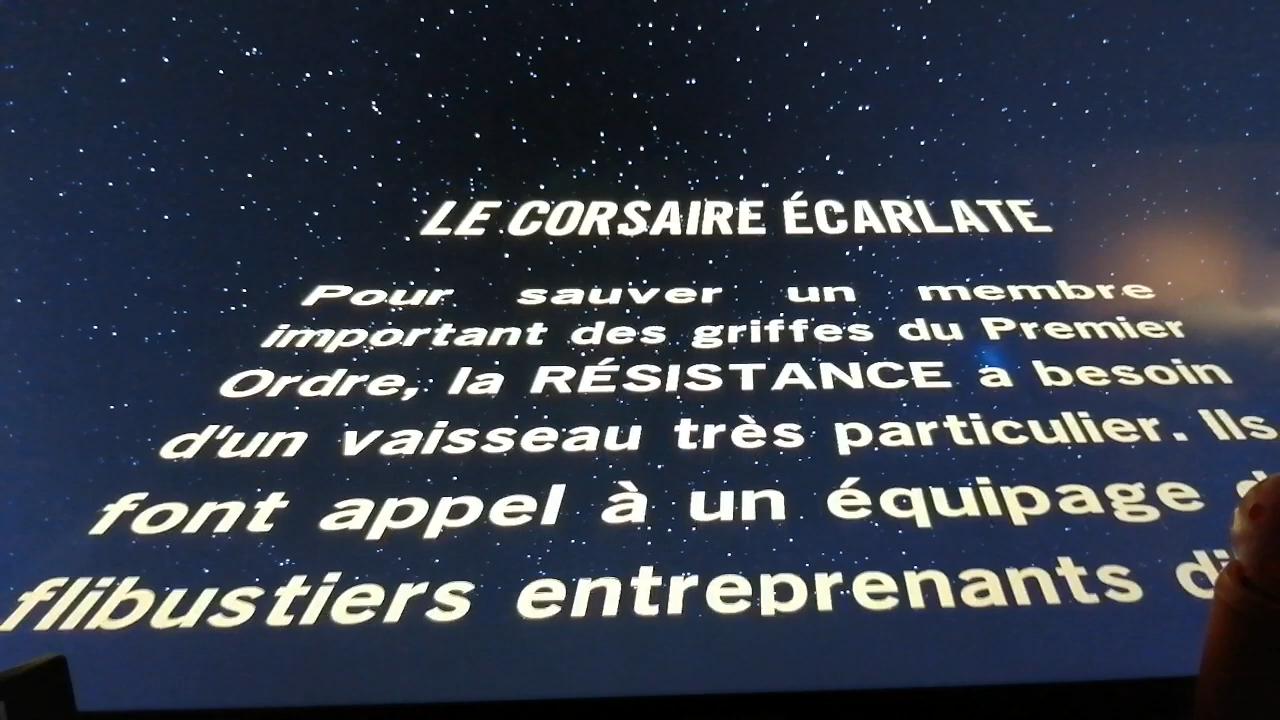 LE CORSAIRE ÉCARLATE
Pour sauver un membre
important des griffes du Premier
Ordre, la RÉSISTANCE a besoin
d'un vaisseau très particulier. Ils
font appel à un équipage
flibustiers entreprenants